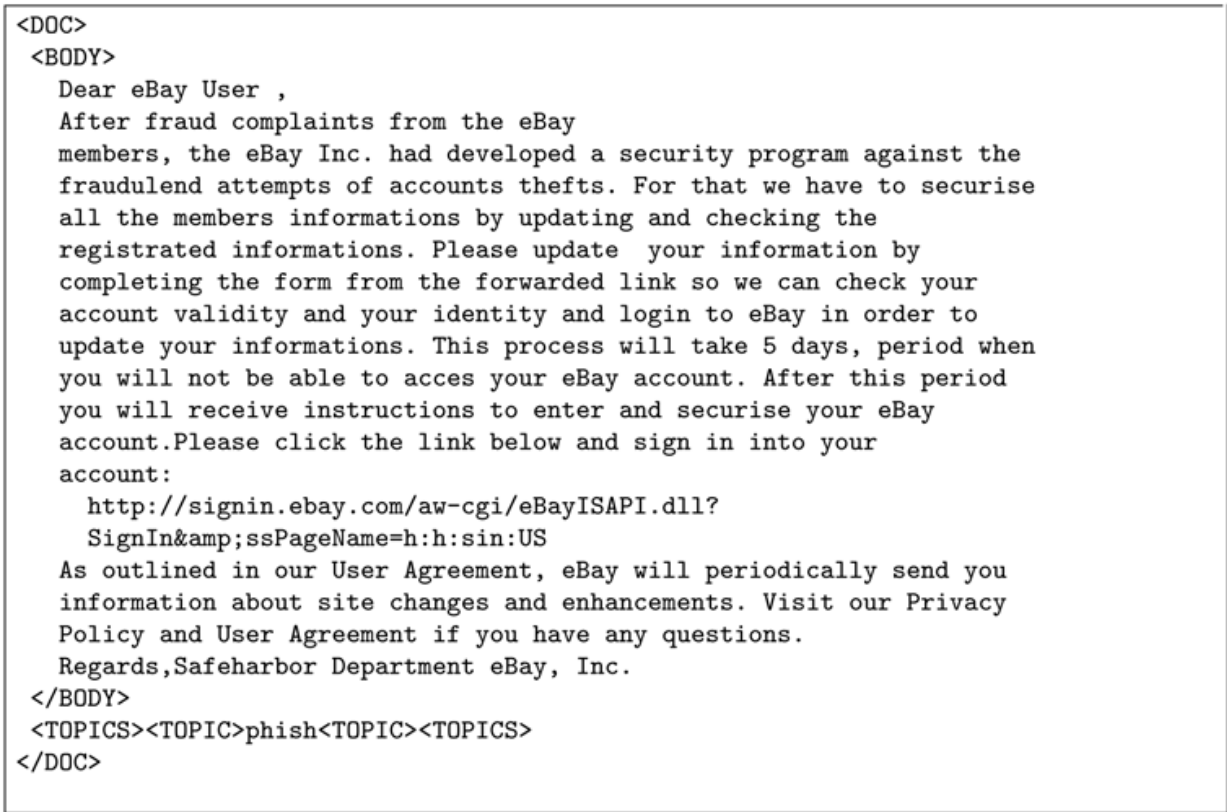 <DOC>
<BODY>
Dear eBay User ,
After fraud complaints from the eBay
members, the eBay Inc. had developed a security program against the
fraudulend attempts of accounts thefts. For that we have to securise
all the members informations by updating and checking the
registrated informations. Please update  your information by
completing the form from the forwarded link so we can check your
account validity and your identity and login to eBay in order to
update your informations. This process will take 5 days, period when
you will not be able to acces your eBay account. After this period
you will receive instructions to enter and securise your eBay
account.Please click the link below and sign in into your
account:
http://signin.ebay.com/aw-cgi/eBayISAPI.dll?
SignIn&amp;ssPageName=h:h:sin:US
As outlined in our User Agreement, eBay will periodically send you
information about site changes and enhancements. Visit our Privacy
Policy and User Agreement if you have any questions.
Regards,Safeharbor Department eBay, Inc.
</BODY>
<TOPICS><TOPIC>phish<TOPIC><TOPICS>
</DOC>